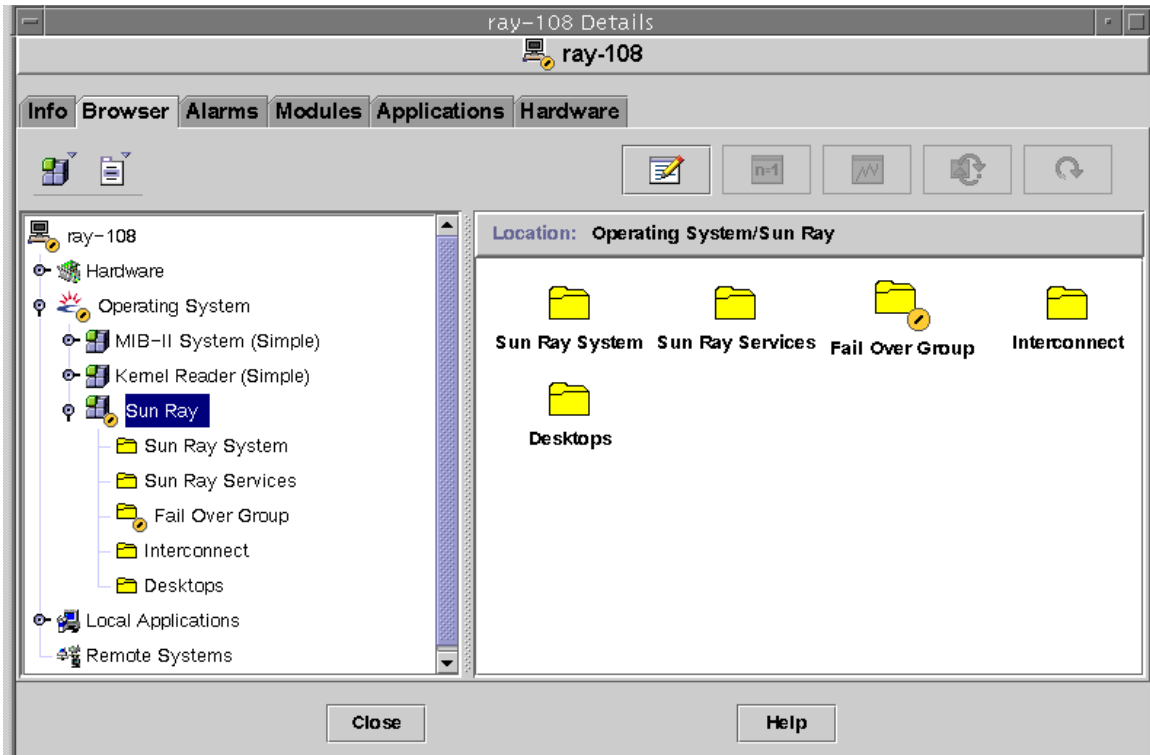 ray-108 Details
ray-108
Info Browser Alarms Modules Applications Hardware
n=1
ray-108
Hardware
Operating System
MIB-II System (Simple)
Kernel Reader (Simple)
Sun Ray
Sun Ray System
Sun Ray Services
Fail Over Group
Interconnect
Desktops
Local Applications
Remote Systems
Location: Operating System/Sun Ray
Sun Ray System Sun Ray Services Fail Over Group Interconnect
Desktops
Close Help